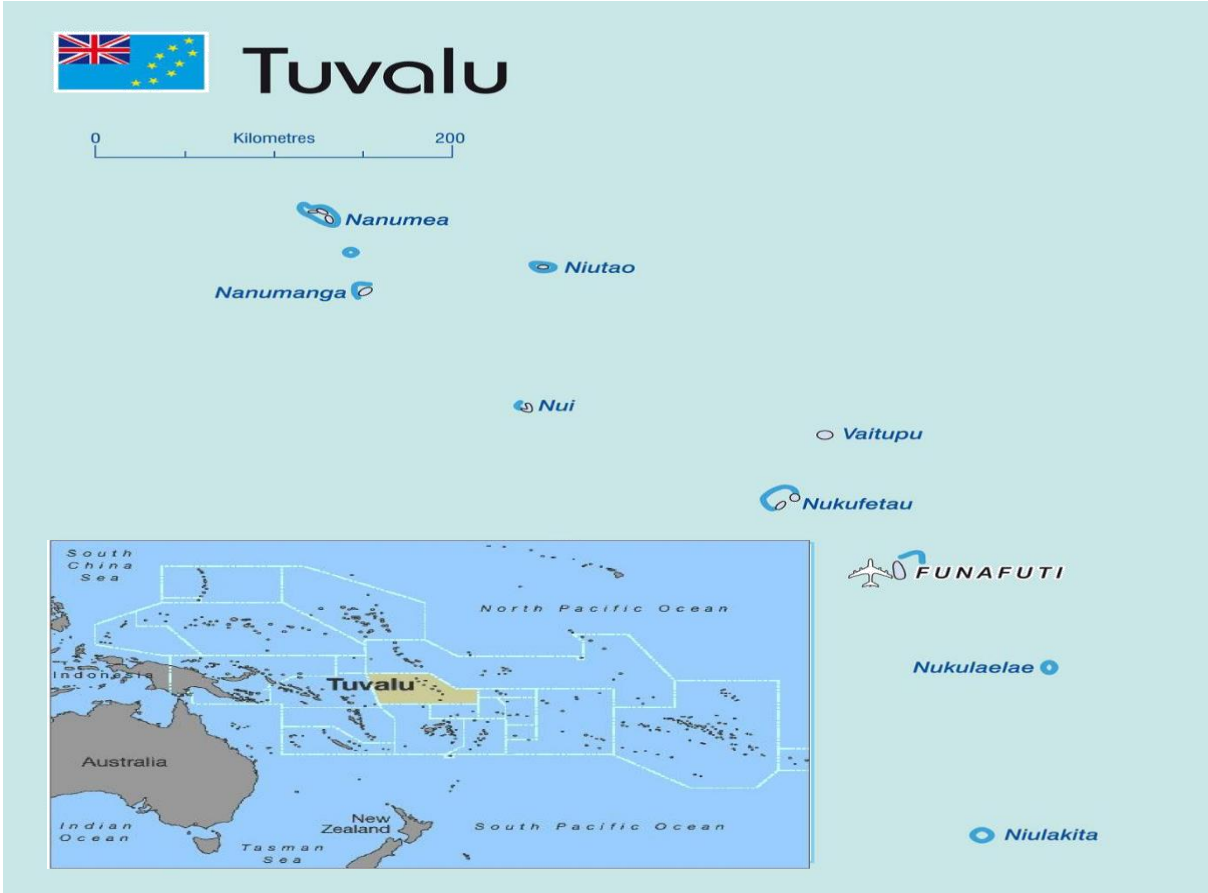 Tuvalu
0 Kilometres 200
Nanumea
Niutao
Nanumanga
Nui
Vaitupu
Nukufetau
FUNAFUTI
Nukulaelae
Niulakita
South
China
Sea
North Pacific Ocean
Indonesia
Tuvalu
Australia
New
Zealand
Indian
Ocean
Tasman
Sea
South Pacific Ocean